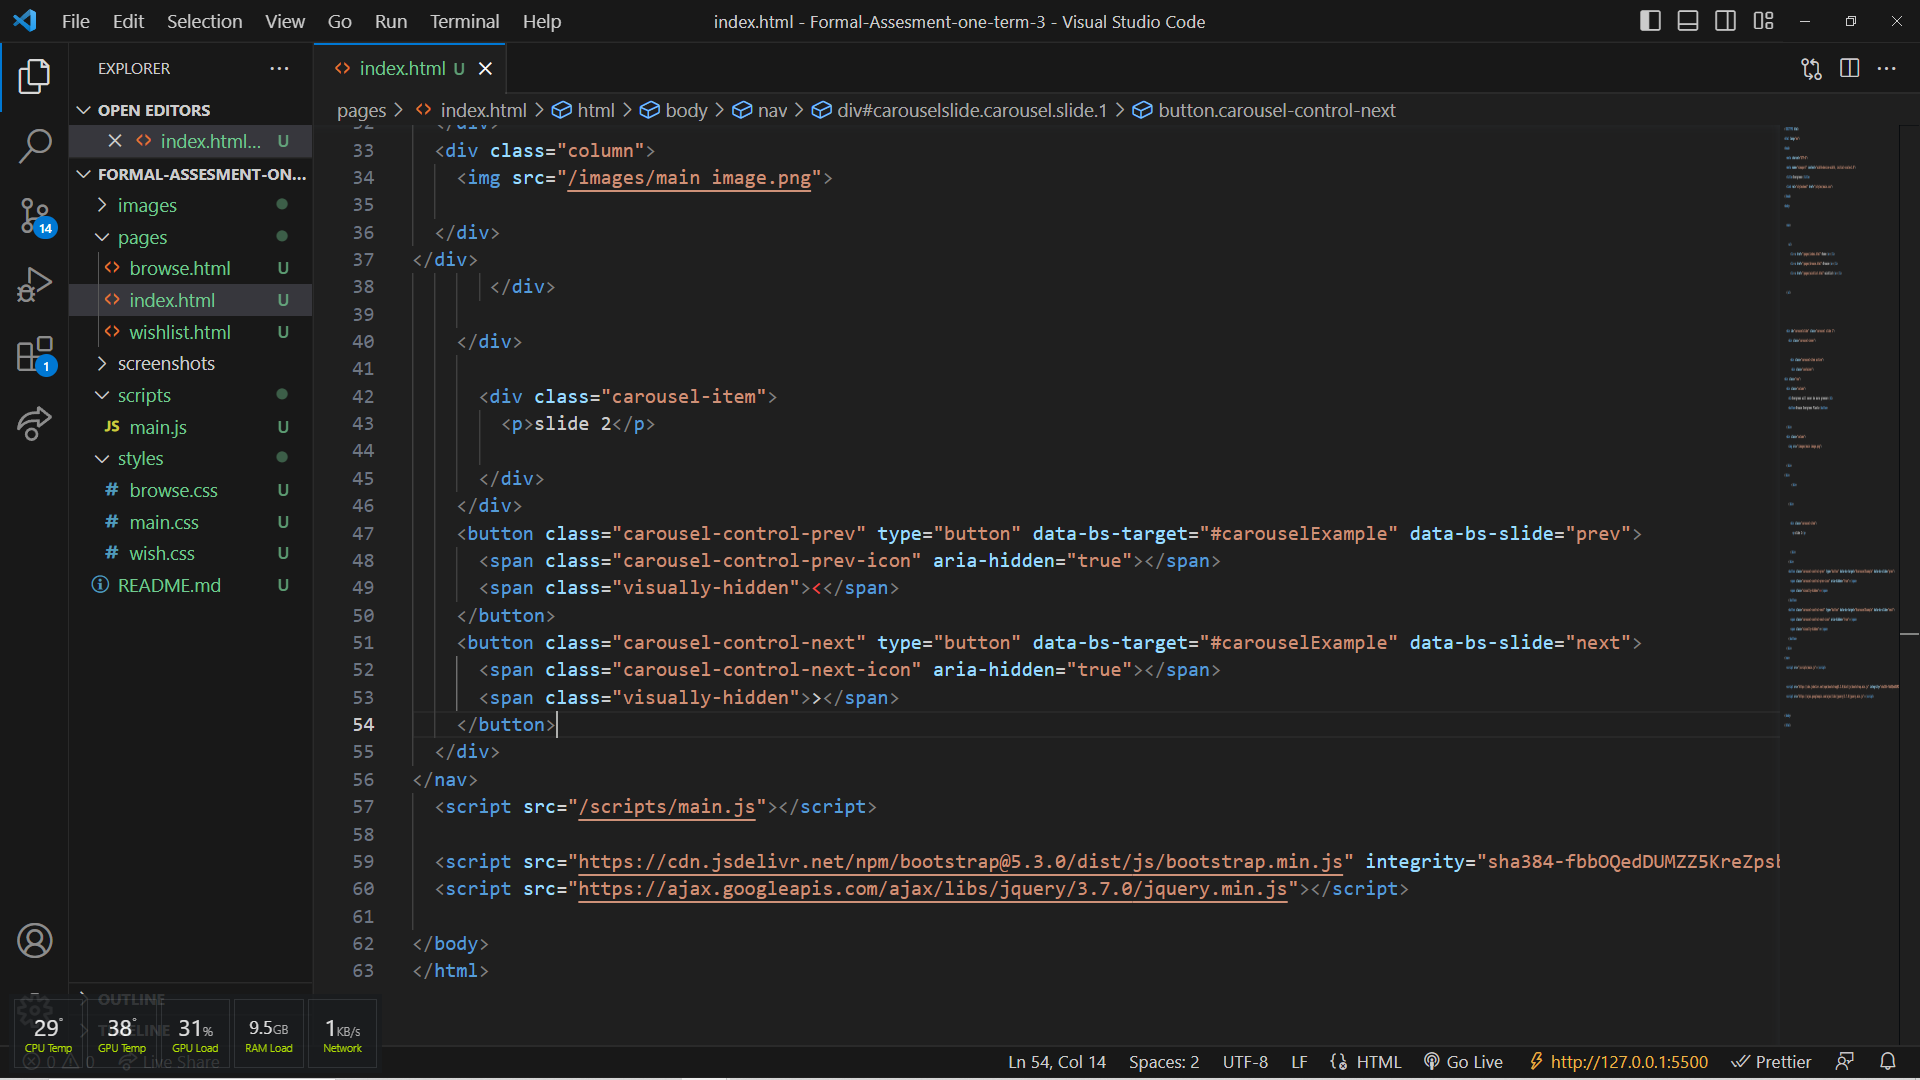 File Edit Selection View Go Run Terminal Help
index.html - Formal-Assesment-one-term-3 - Visual Studio Code
EXPLORER
OPEN EDITORS
index.html... U
FORMAL-ASSESMENT-ON...
images
pages
browse.html U
index.html U
wishlist.html U
screenshots
scripts
JS main.js U
styles
# browse.css U
# main.css U
# wish.css U
README.md U
14
1
OUTLINE
TIMELINE
29° CPU Temp
38° GPU Temp
31% GPU Load
9.5GB RAM Load
1KB/s Network
0 0 Live Share
index.html U
pages > index.html > html > body > nav > div#carouselslide.carousel.slide.1 > button.carousel-control-next
32 </div>
33 <div class="column">
34 <img src="/images/main image.png">
35
36 </div>
37 </div>
38 </div>
39
40 </div>
41
42 <div class="carousel-item">
43 <p>slide 2</p>
44
45 </div>
46 </div>
47 <button class="carousel-control-prev" type="button" data-bs-target="#carouselExample" data-bs-slide="prev">
48 <span class="carousel-control-prev-icon" aria-hidden="true"></span>
49 <span class="visually-hidden"><</span>
50 </button>
51 <button class="carousel-control-next" type="button" data-bs-target="#carouselExample" data-bs-slide="next">
52 <span class="carousel-control-next-icon" aria-hidden="true"></span>
53 <span class="visually-hidden">></span>
54 </button>
55 </div>
56 </nav>
57 <script src="/scripts/main.js"></script>
58
59 <script src="https://cdn.jsdelivr.net/npm/bootstrap@5.3.0/dist/js/bootstrap.min.js" integrity="sha384-fbbOQedDUMZZ5KreZpsb
60 <script src="https://ajax.googleapis.com/ajax/libs/jquery/3.7.0/jquery.min.js"></script>
61
62 </body>
63 </html>
Ln 54, Col 14 Spaces: 2 UTF-8 LF HTML Go Live http://127.0.0.1:5500 Prettier